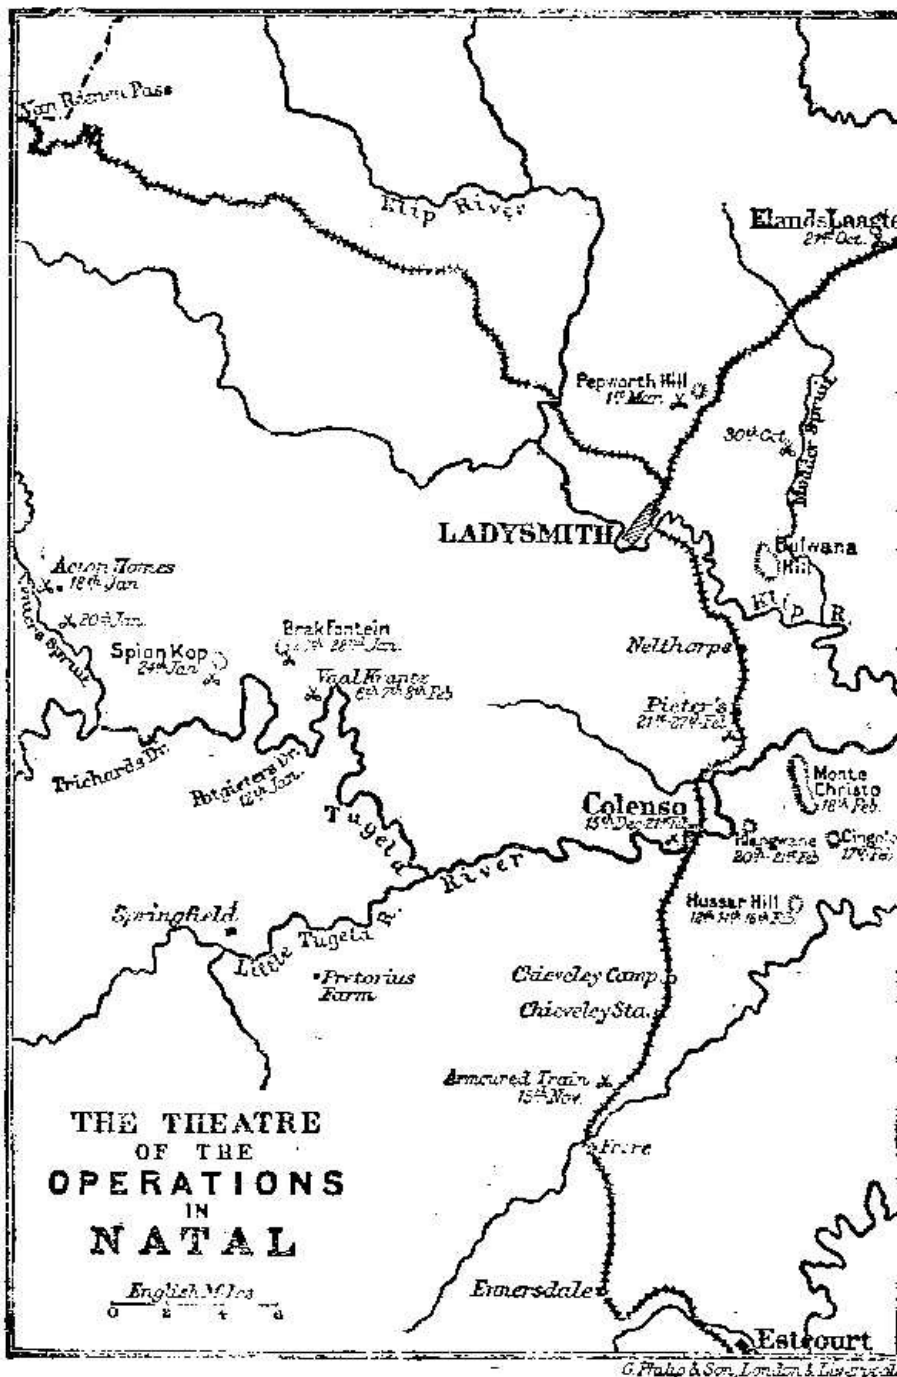 Van Reenen Pass
Klip River
Elands Laagte
21st Oct.
Pepworth Hill
1st Mar.
30th Oct.
Modder Spruit
LADYSMITH
Bulwana
Hill
Klip R.
Acton Homes
18th Jan
20th Jan.
Venters Spruit
Spion Kop
24th Jan
Brakfontein
Vaal Krantz
6th 7th 8th Feb
Nelthorpe
Pieter's
21st-27th Feb.
Trichards Dr.
Potgieters Dr.
12th Jan.
Monte
Christo
18th Feb.
Colenso
15th Dec. 21st Feb.
Tugela
River
20th-21st Feb
Cingolo
17th Feb
Hussar Hill
Springfield
Little Tugela R.
Pretorius
Farm
Chieveley Camp
Chieveley Sta.
Armoured Train
15th Nov.
Frere
THE THEATRE
OF THE
OPERATIONS
IN
NATAL
English Miles
0 2 4 6
Ennersdale
Estcourt
G. Philip & Son, London & Liverpool